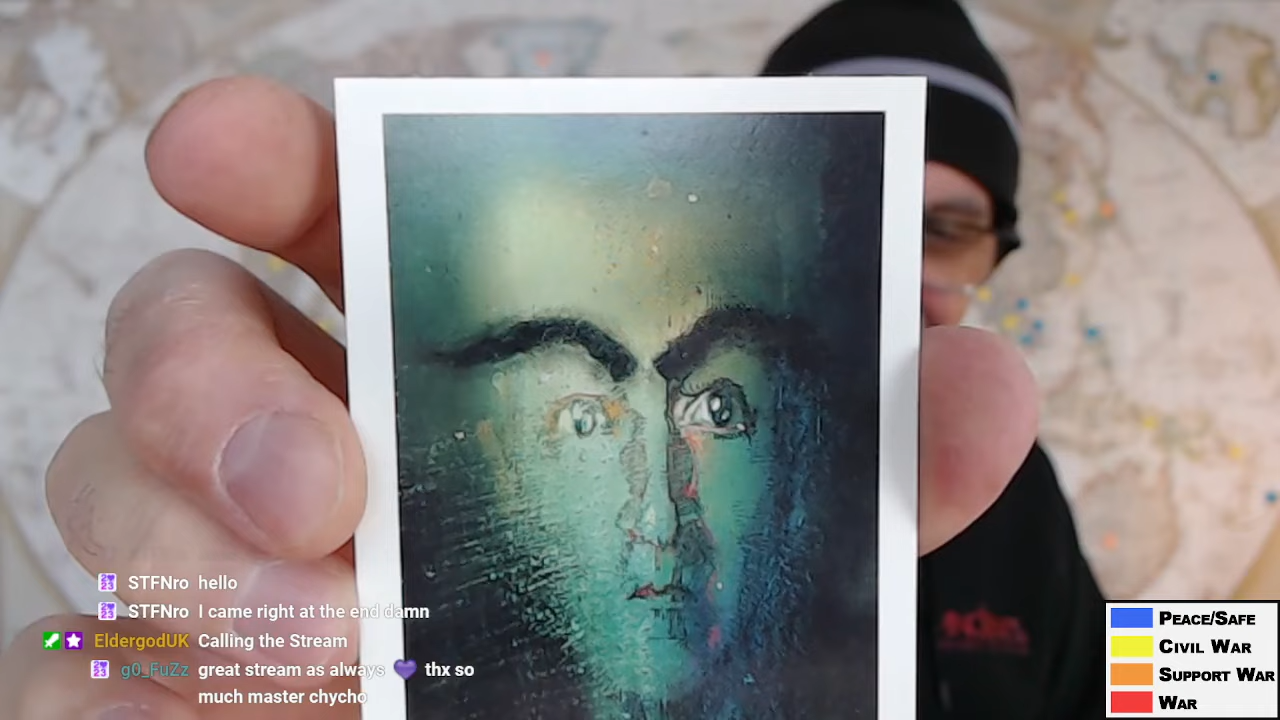 STFNro hello
STFNro I came right at the end damn
EldergodUK Calling the Stream
g0_FuZz great stream as always 💜 thx so
much master chycho
Peace/Safe
Civil War
Support War
War